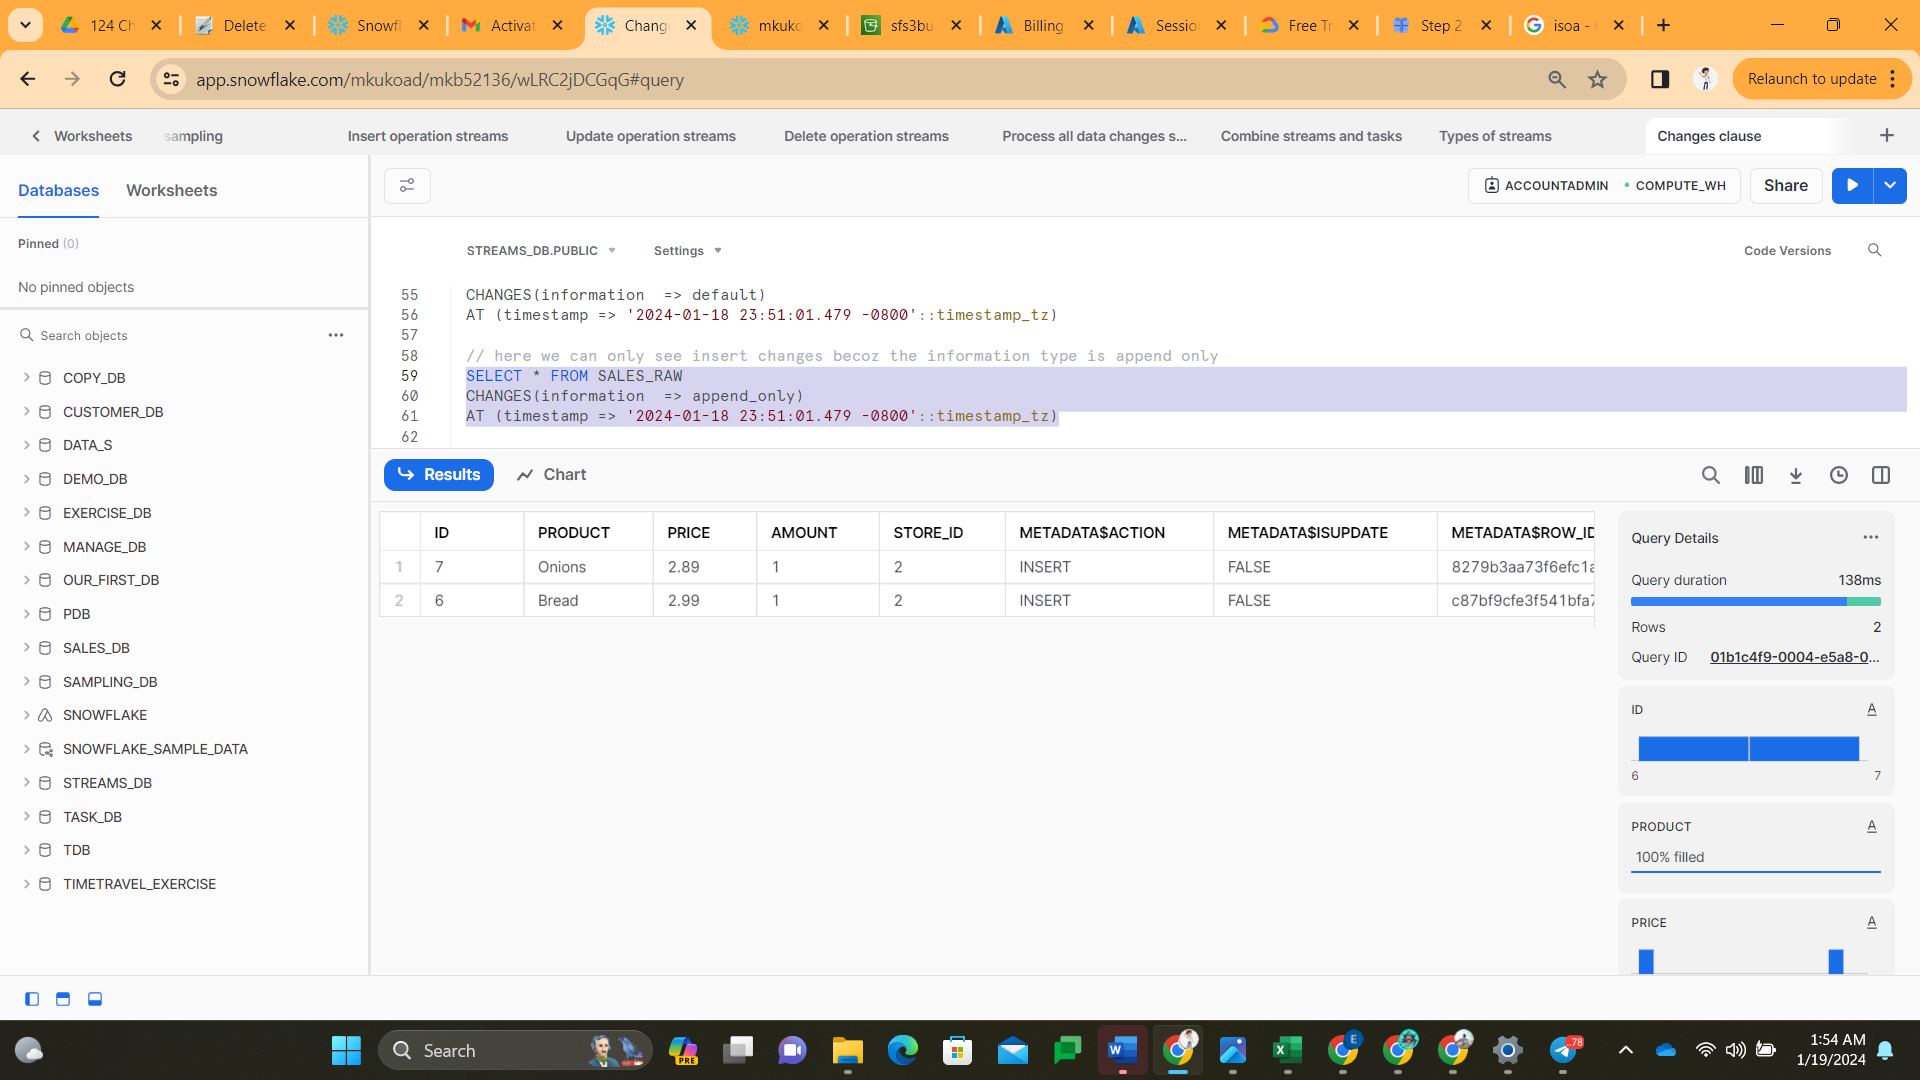 124 Ch
Delete
Snowfl
Activat
Chang
mkuko
sfs3bu
Billing
Sessio
Free Tr
Step 2
isoa -
app.snowflake.com/mkukoad/mkb52136/wLRC2jDCGqG#query
Relaunch to update
Worksheets
sampling
Insert operation streams
Update operation streams
Delete operation streams
Process all data changes s...
Combine streams and tasks
Types of streams
Changes clause
Databases
Worksheets
ACCOUNTADMIN
COMPUTE_WH
Share
Pinned (0)
No pinned objects
Search objects
COPY_DB
CUSTOMER_DB
DATA_S
DEMO_DB
EXERCISE_DB
MANAGE_DB
OUR_FIRST_DB
PDB
SALES_DB
SAMPLING_DB
SNOWFLAKE
SNOWFLAKE_SAMPLE_DATA
STREAMS_DB
TASK_DB
TDB
TIMETRAVEL_EXERCISE
STREAMS_DB.PUBLIC
Settings
Code Versions
55 CHANGES(information  => default)
56 AT (timestamp => '2024-01-18 23:51:01.479 -0800'::timestamp_tz)
57
58 // here we can only see insert changes becoz the information type is append only
59 SELECT * FROM SALES_RAW
60 CHANGES(information  => append_only)
61 AT (timestamp => '2024-01-18 23:51:01.479 -0800'::timestamp_tz)
62
Results
Chart
ID PRODUCT PRICE AMOUNT STORE_ID METADATA$ACTION METADATA$ISUPDATE METADATA$ROW_ID
1 7 Onions 2.89 1 2 INSERT FALSE 8279b3aa73f6efc1a
2 6 Bread 2.99 1 2 INSERT FALSE c87bf9cfe3f541bfa7
Query Details
Query duration 138ms
Rows 2
Query ID 01b1c4f9-0004-e5a8-0...
ID
A
6 7
PRODUCT
A
100% filled
PRICE
A
Search
PRE
E
78
1:54 AM
1/19/2024